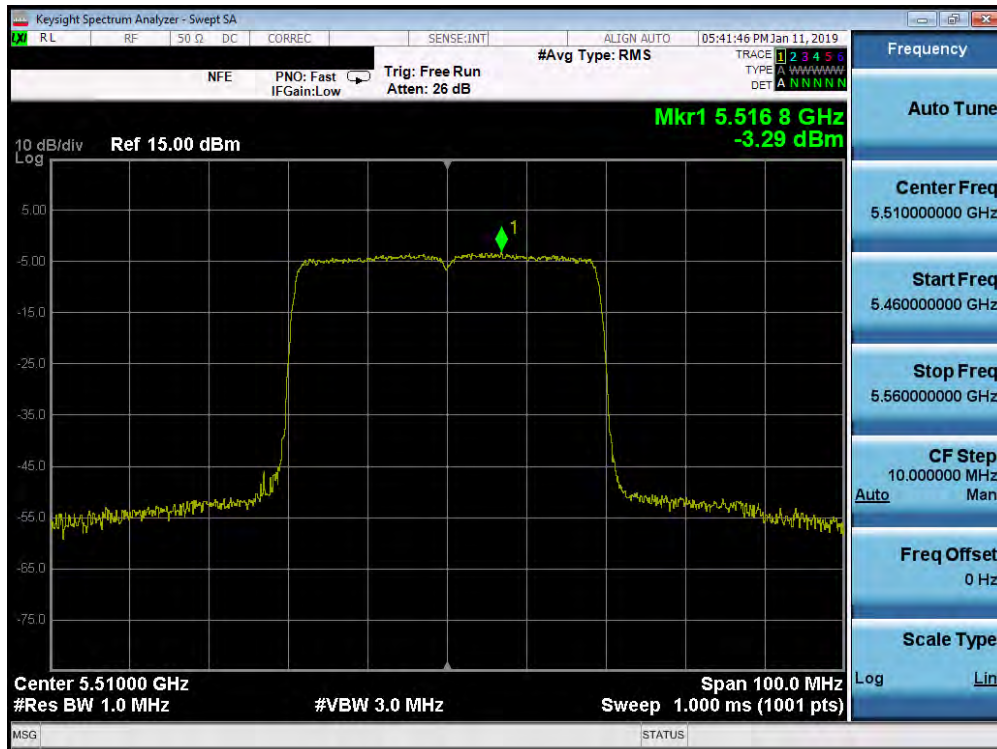 Keysight Spectrum Analyzer - Swept SA
LXI RL RF 50 Ω DC CORREC SENSE:INT ALIGN AUTO 05:41:46 PM Jan 11, 2019
#Avg Type: RMS TRACE 1 2 3 4 5 6
NFE PNO: Fast Trig: Free Run TYPE A WWWWW
IFGain:Low Atten: 26 dB DET A N N N N N
Mkr1 5.516 8 GHz
-3.29 dBm
10 dB/div Ref 15.00 dBm
Log
5.00
1
-5.00
-15.0
-25.0
-35.0
-45.0
-55.0
-65.0
-75.0
Center 5.51000 GHz Span 100.0 MHz
#Res BW 1.0 MHz #VBW 3.0 MHz Sweep 1.000 ms (1001 pts)
MSG STATUS
Frequency
Auto Tune
Center Freq
5.510000000 GHz
Start Freq
5.460000000 GHz
Stop Freq
5.560000000 GHz
CF Step
10.000000 MHz
Auto Man
Freq Offset
0 Hz
Scale Type
Log Lin